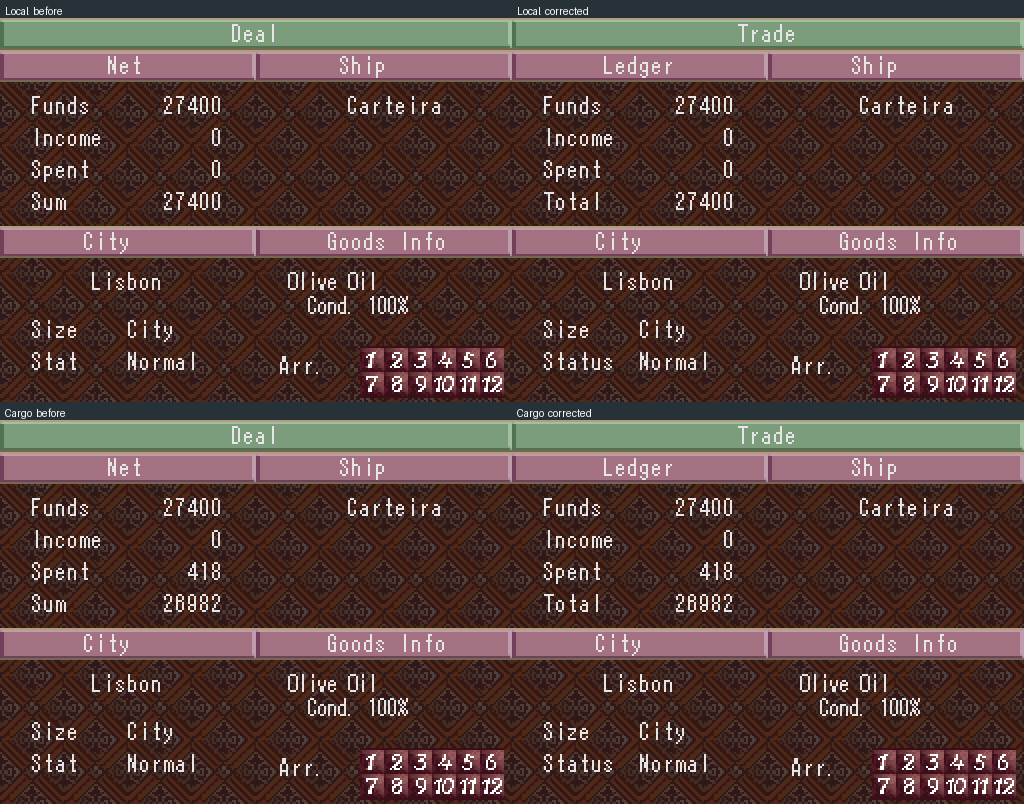 Local before
Local corrected
Deal
Trade
Net Ship
Ledger Ship
Funds 27400 Carteira
Funds 27400 Carteira
Income 0
Income 0
Spent 0
Spent 0
Sum 27400
Total 27400
City Goods Info
City Goods Info
Lisbon Olive Oil
Lisbon Olive Oil
Cond. 100%
Cond. 100%
Size City
Size City
Stat Normal Arr. 1 2 3 4 5 6
Status Normal Arr. 1 2 3 4 5 6
7 8 9 10 11 12
7 8 9 10 11 12
Cargo before
Cargo corrected
Deal
Trade
Net Ship
Ledger Ship
Funds 27400 Carteira
Funds 27400 Carteira
Income 0
Income 0
Spent 418
Spent 418
Sum 26982
Total 26982
City Goods Info
City Goods Info
Lisbon Olive Oil
Lisbon Olive Oil
Cond. 100%
Cond. 100%
Size City
Size City
Stat Normal Arr. 1 2 3 4 5 6
Status Normal Arr. 1 2 3 4 5 6
7 8 9 10 11 12
7 8 9 10 11 12